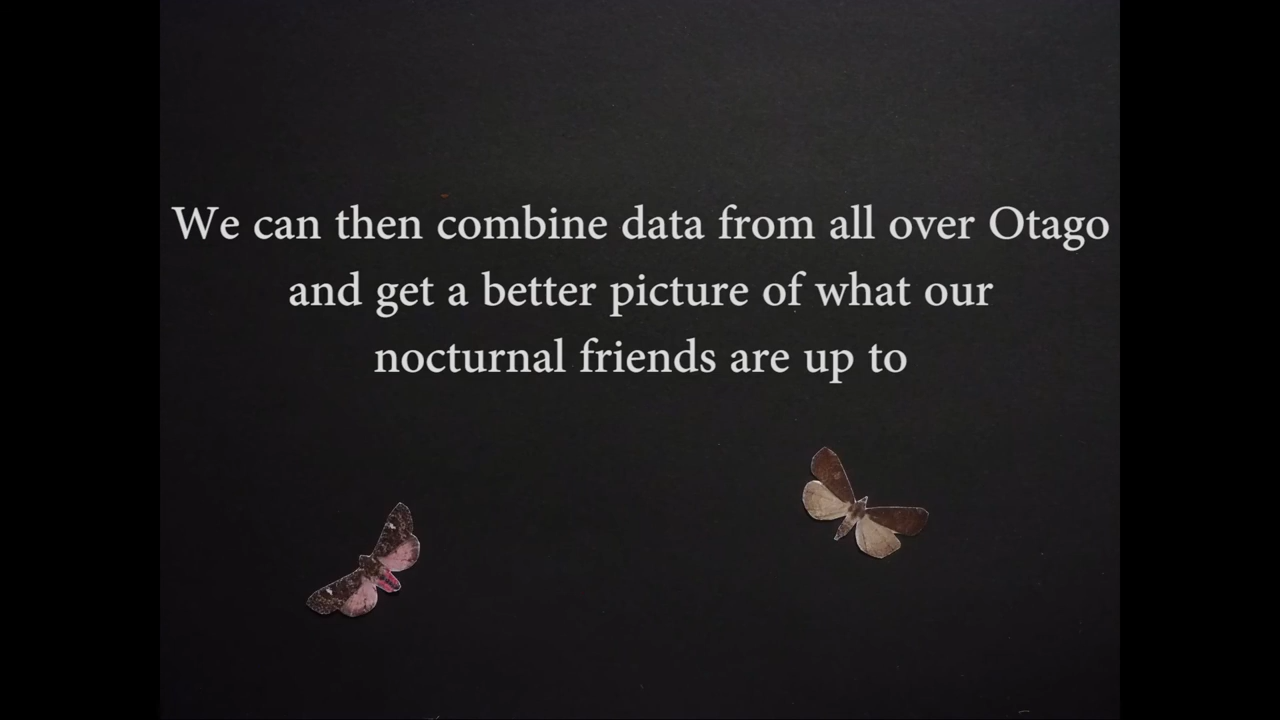 We can then combine data from all over Otago
and get a better picture of what our
nocturnal friends are up to